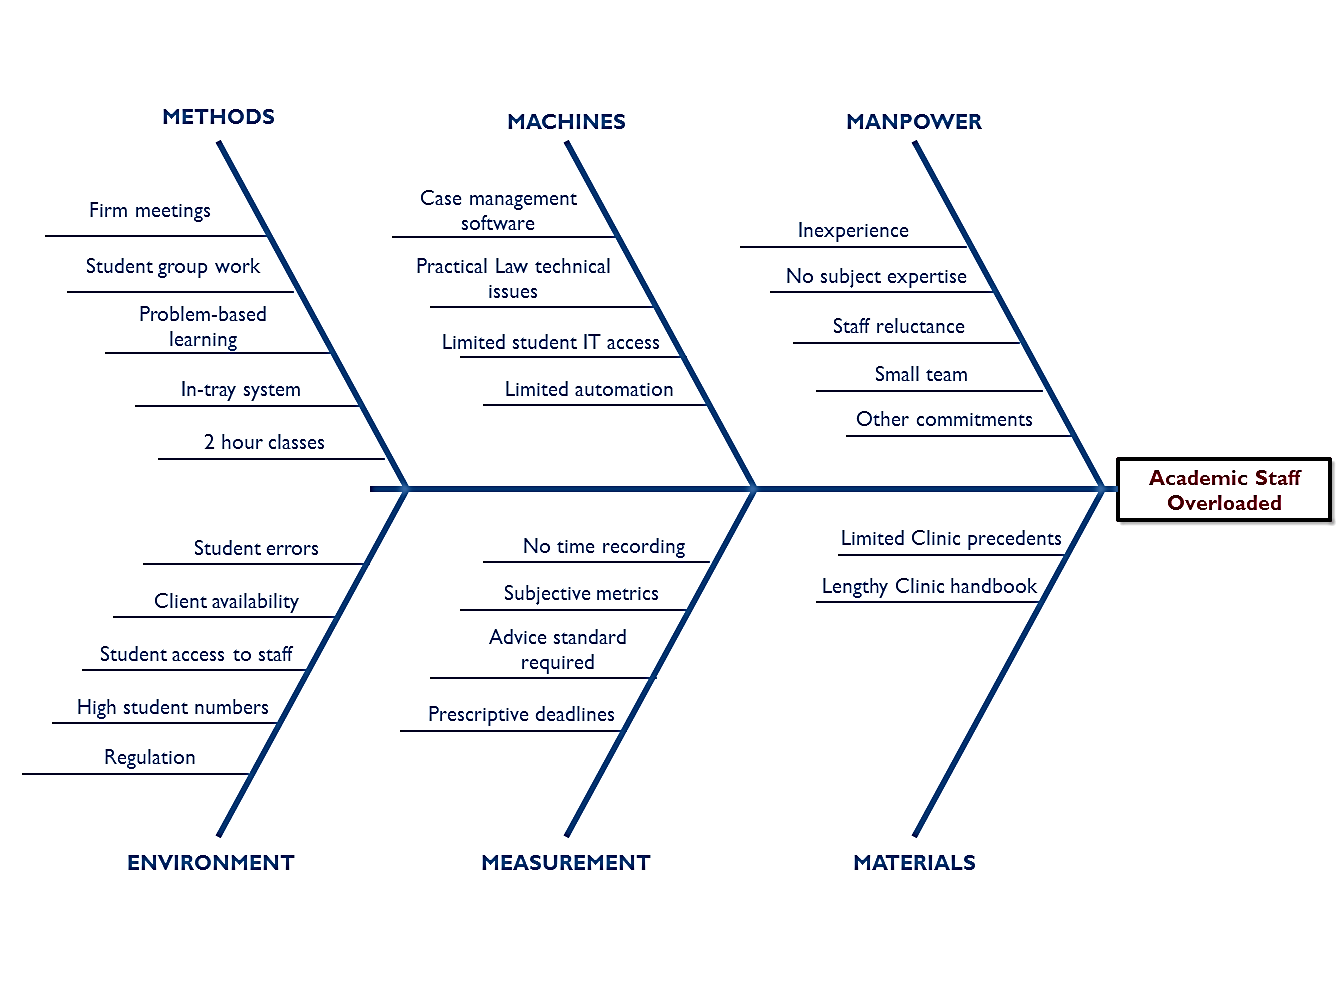 METHODS
MACHINES
MANPOWER
Firm meetings
Student group work
Problem-based
learning
In-tray system
2 hour classes
Case management
software
Practical Law technical
issues
Limited student IT access
Limited automation
Inexperience
No subject expertise
Staff reluctance
Small team
Other commitments
Academic Staff
Overloaded
Student errors
Client availability
Student access to staff
High student numbers
Regulation
No time recording
Subjective metrics
Advice standard
required
Prescriptive deadlines
Limited Clinic precedents
Lengthy Clinic handbook
ENVIRONMENT
MEASUREMENT
MATERIALS